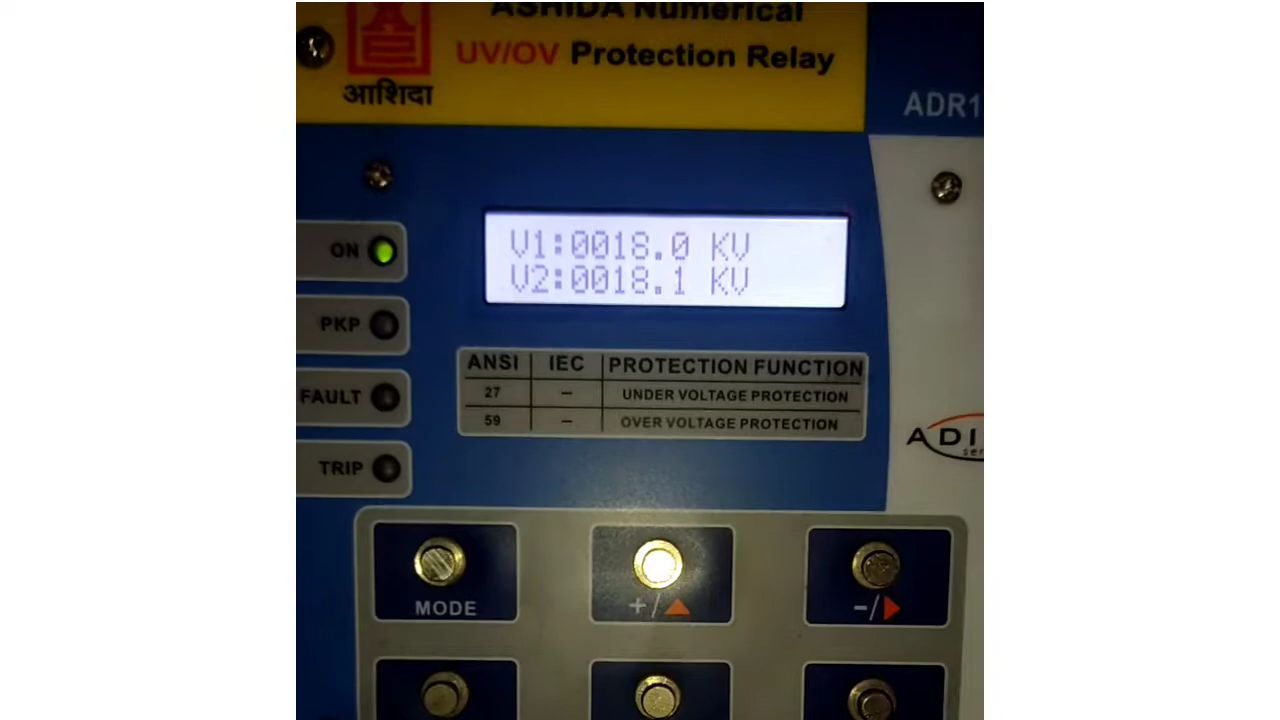 ASHIDA Numerical
UV/OV Protection Relay
आशिदा
ADR1
ON
V1:0018.0 KV
V2:0018.1 KV
PKP
FAULT
TRIP
ANSI IEC PROTECTION FUNCTION
27 – UNDER VOLTAGE PROTECTION
59 – OVER VOLTAGE PROTECTION
ADI
ser
MODE
+/
-/